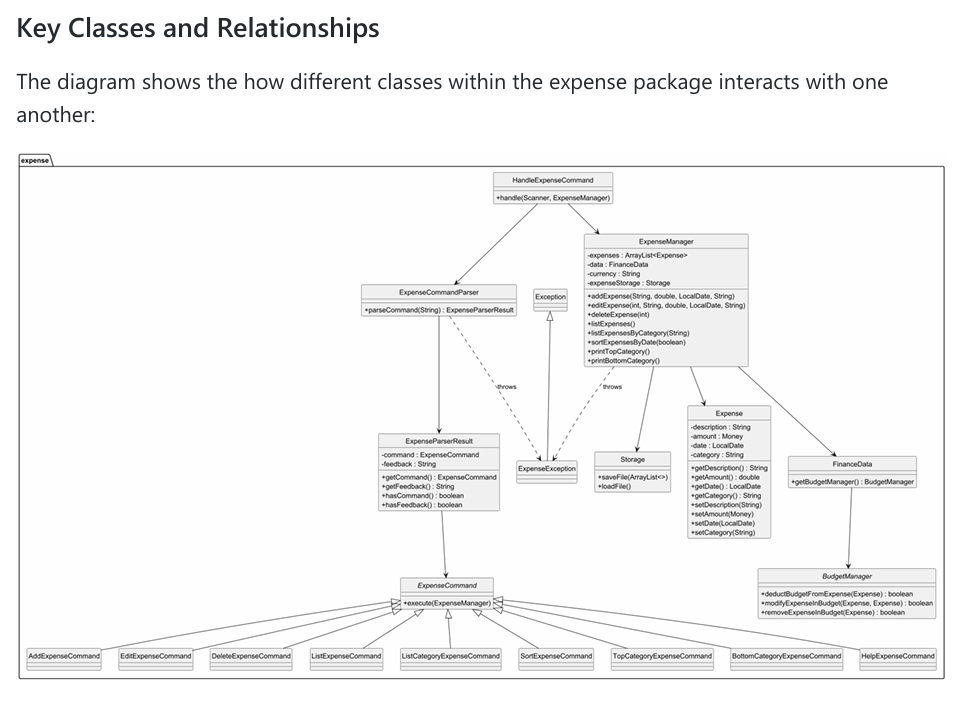 Key Classes and Relationships
The diagram shows the how different classes within the expense package interacts with one
another:
expense
HandleExpenseCommand
+handle(Scanner, ExpenseManager)
ExpenseManager
-expenses : ArrayList<Expense>
-data : FinanceData
-currency : String
-expenseStorage : Storage
+addExpense(String, double, LocalDate, String)
+editExpense(int, String, double, LocalDate, String)
+deleteExpense(int)
+listExpenses()
+listExpensesByCategory(String)
+sortExpensesByDate(boolean)
+printTopCategory()
+printBottomCategory()
ExpenseCommandParser
+parseCommand(String) : ExpenseParserResult
Exception
throws
throws
ExpenseParserResult
-command : ExpenseCommand
-feedback : String
+getCommand() : ExpenseCommand
+getFeedback() : String
+hasCommand() : boolean
+hasFeedback() : boolean
ExpenseException
Storage
+saveFile(ArrayList<>)
+loadFile()
Expense
-description : String
-amount : Money
-date : LocalDate
-category : String
+getDescription() : String
+getAmount() : double
+getDate() : LocalDate
+getCategory() : String
+setDescription(String)
+setAmount(Money)
+setDate(LocalDate)
+setCategory(String)
FinanceData
+getBudgetManager() : BudgetManager
BudgetManager
+deductBudgetFromExpense(Expense) : boolean
+modifyExpenseInBudget(Expense, Expense) : boolean
+removeExpenseInBudget(Expense) : boolean
ExpenseCommand
+execute(ExpenseManager)
AddExpenseCommand
EditExpenseCommand
DeleteExpenseCommand
ListExpenseCommand
ListCategoryExpenseCommand
SortExpenseCommand
TopCategoryExpenseCommand
BottomCategoryExpenseCommand
HelpExpenseCommand